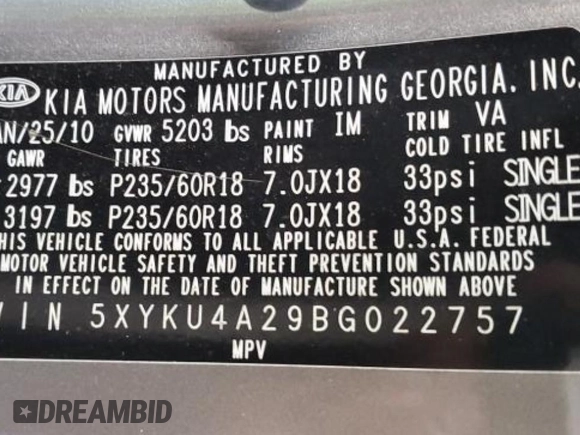 MANUFACTURED BY
KIA KIA MOTORS MANUFACTURING GEORGIA, INC.
AN/25/10 GVWR 5203 lbs PAINT IM TRIM VA
GAWR TIRES RIMS COLD TIRE INFL
2977 lbs P235/60R18 7.0JX18 33psi SINGLE
3197 lbs P235/60R18 7.0JX18 33psi SINGLE
HIS VEHICLE CONFORMS TO ALL APPLICABLE U.S.A. FEDERAL
MOTOR VEHICLE SAFETY AND THEFT PREVENTION STANDARDS
IN EFFECT ON THE DATE OF MANUFACTURE SHOWN ABOVE
VIN 5XYKU4A29BG022757
MPV
DREAMBID